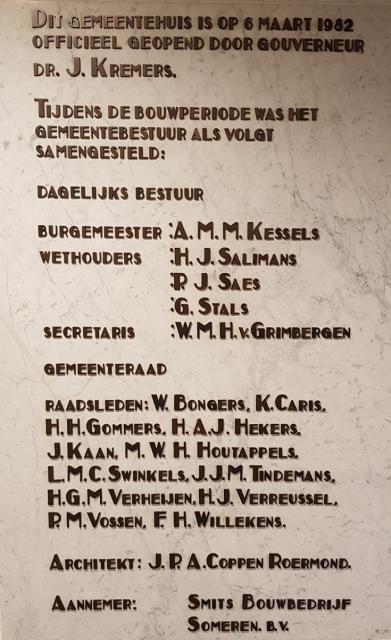 Dit gemeentehuis is op 6 maart 1982
officieel geopend door gouverneur
dr. J. Kremers.
Tijdens de bouwperiode was het
gemeentebestuur als volgt
samengesteld:
dagelijks bestuur
burgemeester :A. M. M. Kessels
wethouders :H. J. Salimans
:P. J. Saes
:G. Stals
secretaris :W. M. H. v. Grimbergen
gemeenteraad
raadsleden: W. Bongers, K. Caris,
H. H. Gommers, H. A. J. Hekers,
J. Kaan, M. W. H. Houtappels,
L. M. C. Swinkels, J. J. M. Tindemans,
H. G. M. Verheijen, H. J. Verreussel,
P. M. Vossen, F. H. Willekens.
Architekt: J. P. A. Coppen Roermond.
Aannemer: Smits Bouwbedrijf
Someren. B.V.